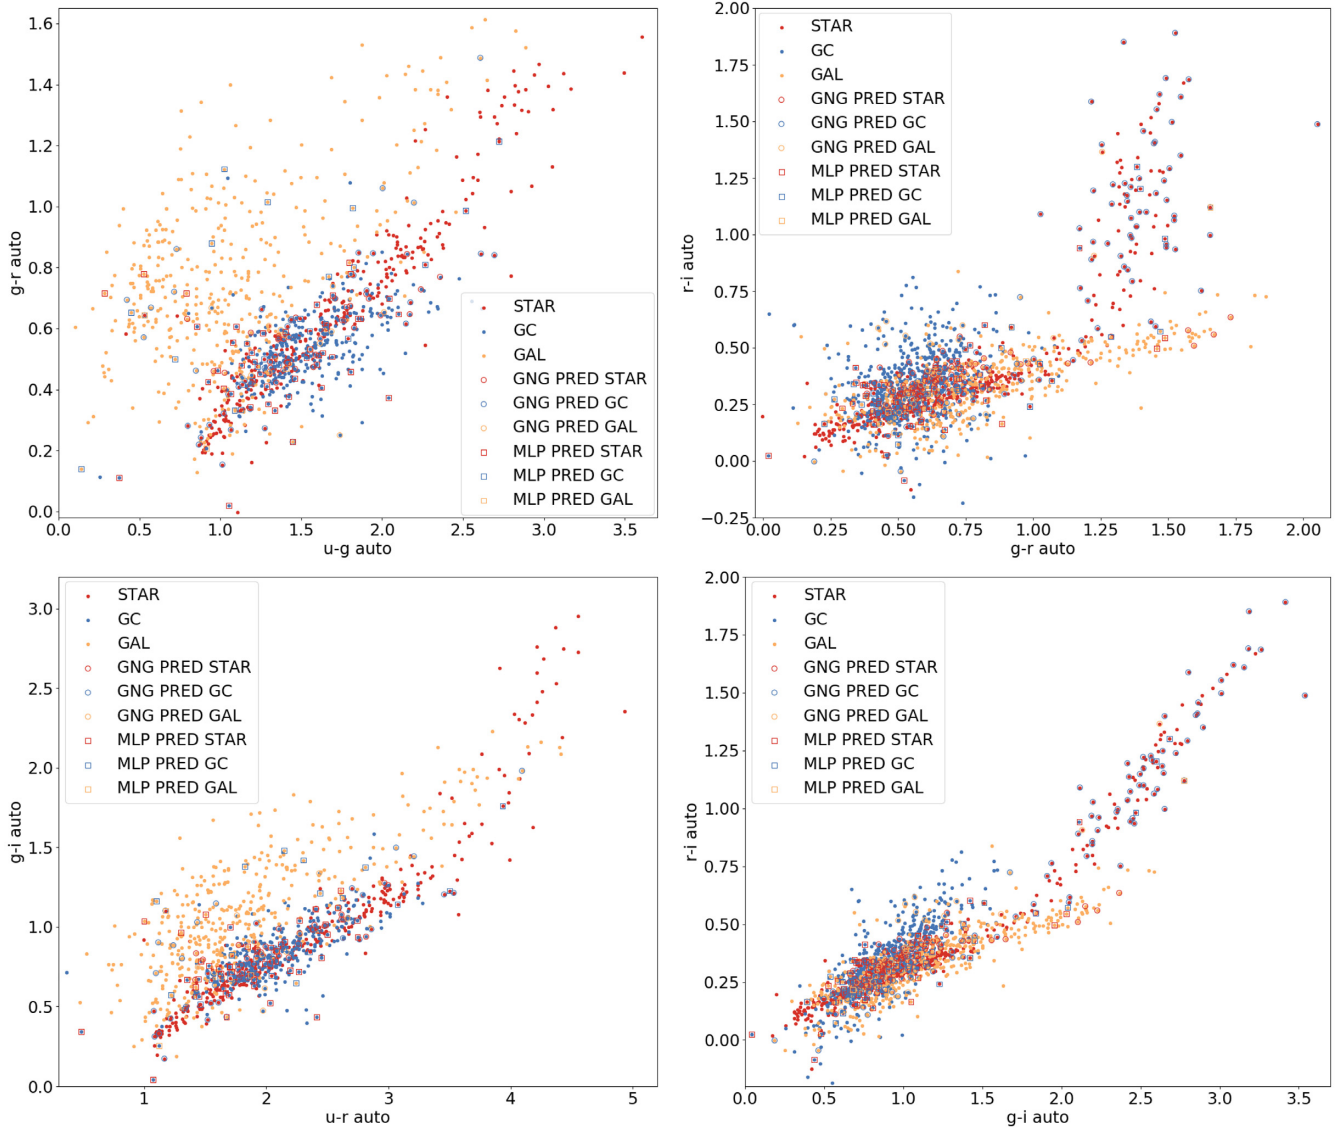 1.6
1.4
1.2
1.0
0.8
0.6
0.4
0.2
0.0
g-r auto
0.0 0.5 1.0 1.5 2.0 2.5 3.0 3.5
u-g auto
STAR
GC
GAL
GNG PRED STAR
GNG PRED GC
GNG PRED GAL
MLP PRED STAR
MLP PRED GC
MLP PRED GAL
2.00
1.75
1.50
1.25
1.00
0.75
0.50
0.25
0.00
−0.25
r-i auto
0.00 0.25 0.50 0.75 1.00 1.25 1.50 1.75 2.00
g-r auto
STAR
GC
GAL
GNG PRED STAR
GNG PRED GC
GNG PRED GAL
MLP PRED STAR
MLP PRED GC
MLP PRED GAL
3.0
2.5
2.0
1.5
1.0
0.5
0.0
g-i auto
1 2 3 4 5
u-r auto
STAR
GC
GAL
GNG PRED STAR
GNG PRED GC
GNG PRED GAL
MLP PRED STAR
MLP PRED GC
MLP PRED GAL
2.00
1.75
1.50
1.25
1.00
0.75
0.50
0.25
0.00
r-i auto
0.0 0.5 1.0 1.5 2.0 2.5 3.0 3.5
g-i auto
STAR
GC
GAL
GNG PRED STAR
GNG PRED GC
GNG PRED GAL
MLP PRED STAR
MLP PRED GC
MLP PRED GAL